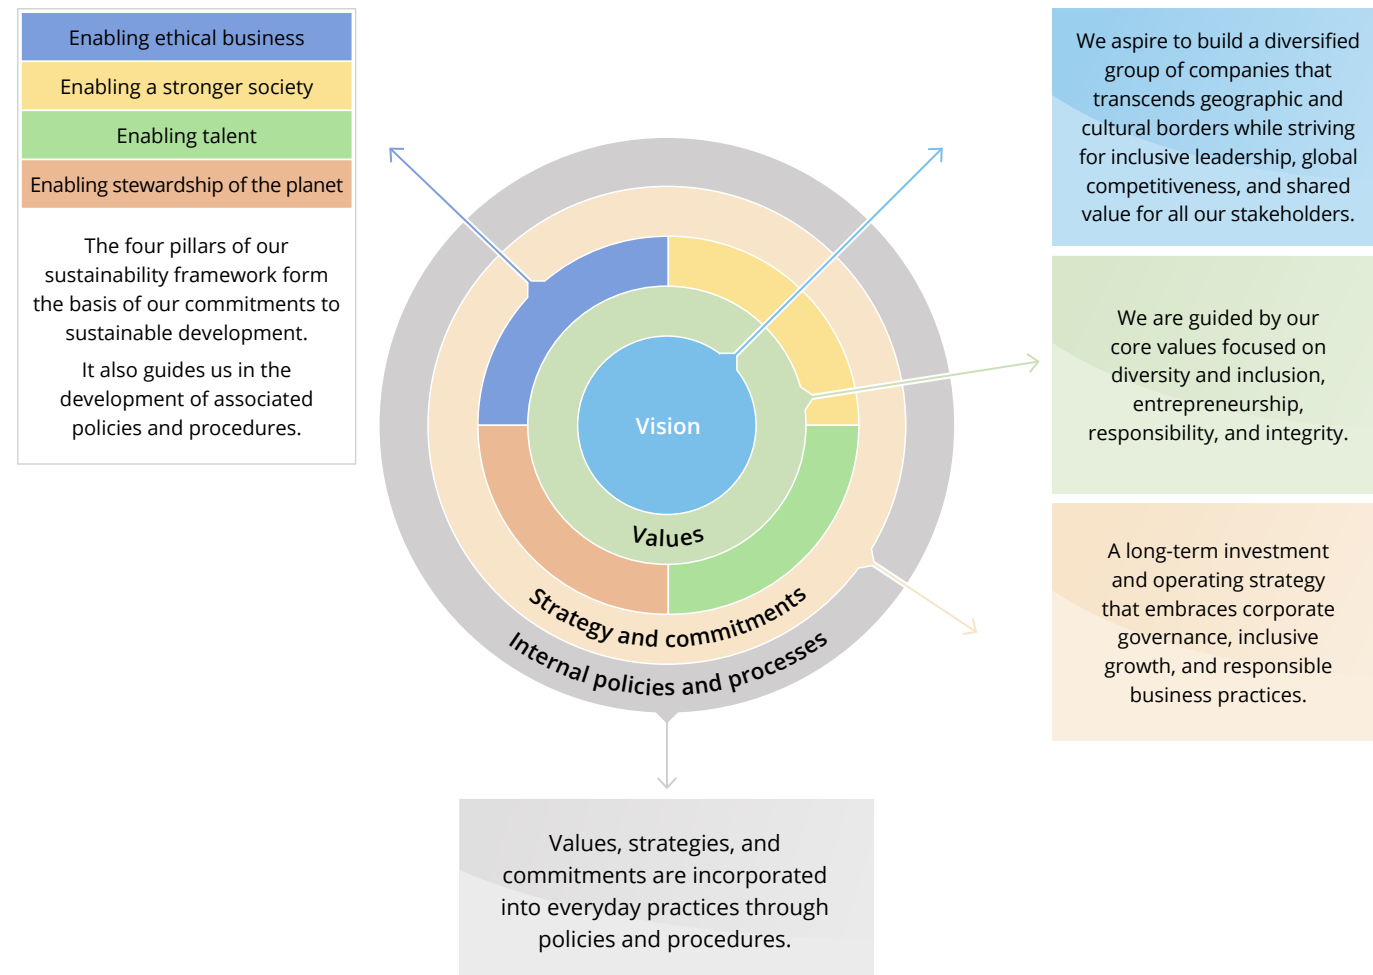 Enabling ethical business
Enabling a stronger society
Enabling talent
Enabling stewardship of the planet
The four pillars of our
sustainability framework form
the basis of our commitments to
sustainable development.
It also guides us in the
development of associated
policies and procedures.
Vision
Values
Strategy and commitments
Internal policies and processes
We aspire to build a diversified
group of companies that
transcends geographic and
cultural borders while striving
for inclusive leadership, global
competitiveness, and shared
value for all our stakeholders.
We are guided by our
core values focused on
diversity and inclusion,
entrepreneurship,
responsibility, and integrity.
A long-term investment
and operating strategy
that embraces corporate
governance, inclusive
growth, and responsible
business practices.
Values, strategies, and
commitments are incorporated
into everyday practices through
policies and procedures.